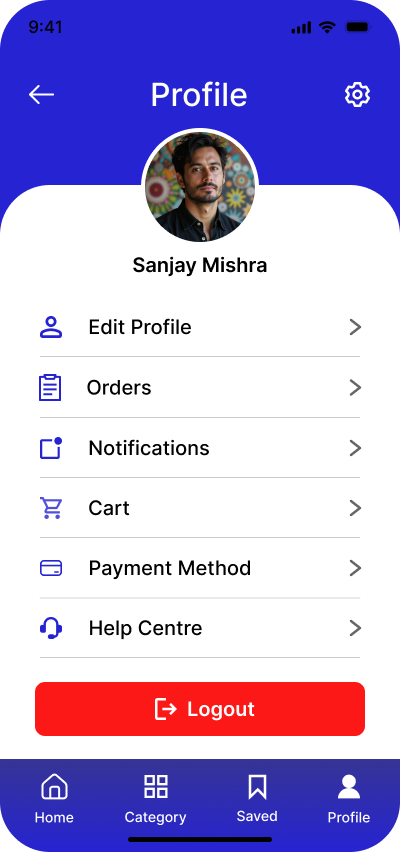 9:41
Profile
Sanjay Mishra
Edit Profile
Orders
Notifications
Cart
Payment Method
Help Centre
Logout
Home Category Saved Profile